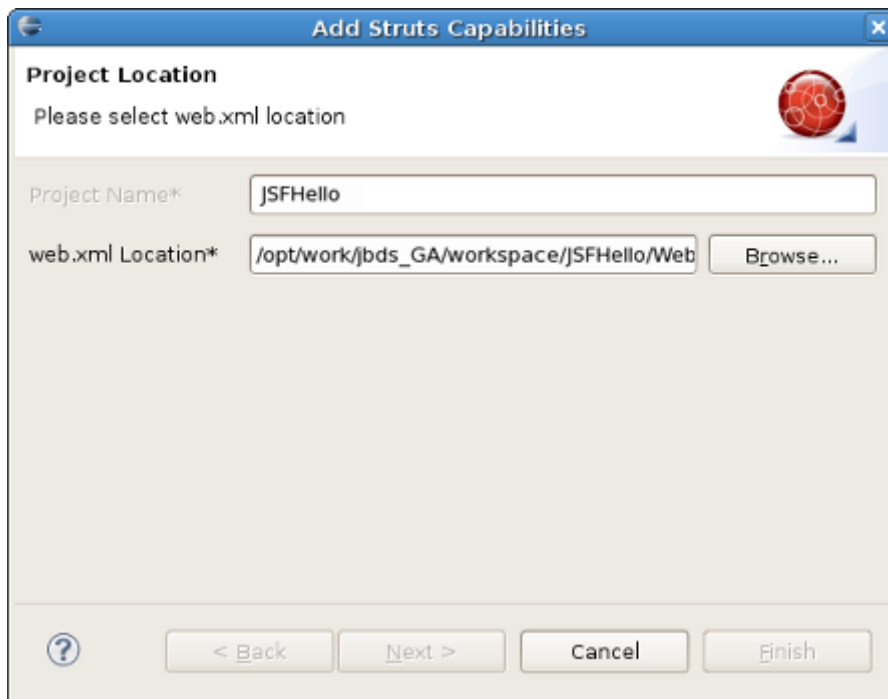 Add Struts Capabilities
Project Location
Please select web.xml location
Project Name* JSFHello
web.xml Location* /opt/work/jbds_GA/workspace/JSFHello/Web Browse...
? < Back Next > Cancel Finish